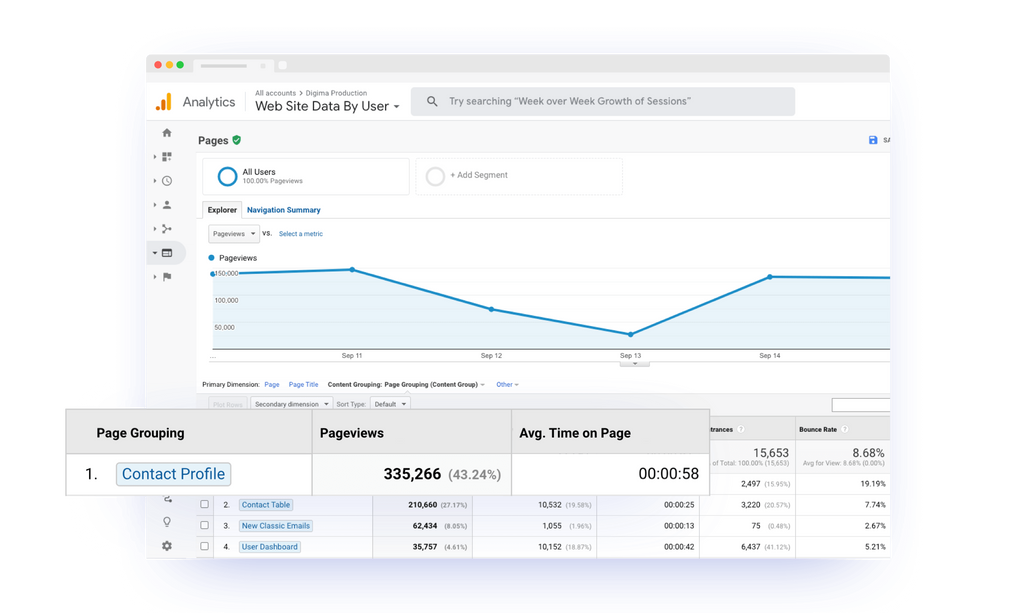 All accounts > Digima Production
Analytics
Web Site Data By User
Try searching "Week over Week Growth of Sessions"
Pages
SA
All Users
100.00% Pageviews
+ Add Segment
Explorer
Navigation Summary
Pageviews
VS.
Select a metric
Pageviews
150,000
100,000
50,000
...
Sep 11
Sep 12
Sep 13
Sep 14
Primary Dimension: Page Page Title Content Grouping: Page Grouping (Content Group) Other
Plot Rows Secondary dimension Sort Type: Default
Page Grouping Pageviews Avg. Time on Page
trances ? Bounce Rate ?
15,653 8.68%
of Total: 100.00% (15,653) Avg for View: 8.68% (0.00%)
1. Contact Profile 335,266 (43.24%) 00:00:58
2,497 (15.95%) 19.19%
2. Contact Table 210,660 (27.17%) 10,532 (19.58%) 00:00:25 3,220 (20.57%) 7.74%
3. New Classic Emails 62,434 (8.05%) 1,055 (1.96%) 00:00:13 75 (0.48%) 2.67%
4. User Dashboard 35,757 (4.61%) 10,152 (18.87%) 00:00:42 6,437 (41.12%) 5.21%